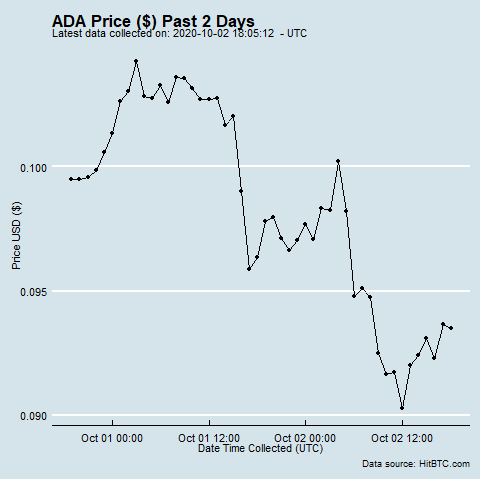 ADA Price ($) Past 2 Days
Latest data collected on: 2020-10-02 18:05:12 - UTC
Price USD ($)
0.100
0.095
0.090
Oct 01 00:00 Oct 01 12:00 Oct 02 00:00 Oct 02 12:00
Date Time Collected (UTC)
Data source: HitBTC.com